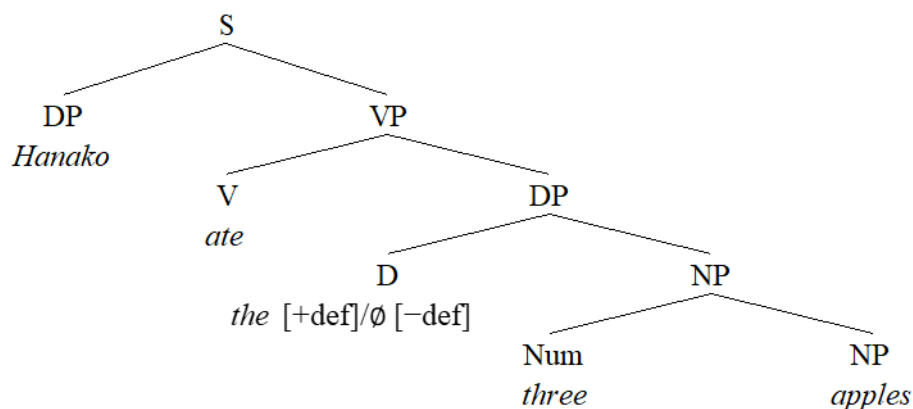 S
DP VP
Hanako
V DP
ate
D NP
the [+def]/∅ [−def]
Num NP
three apples